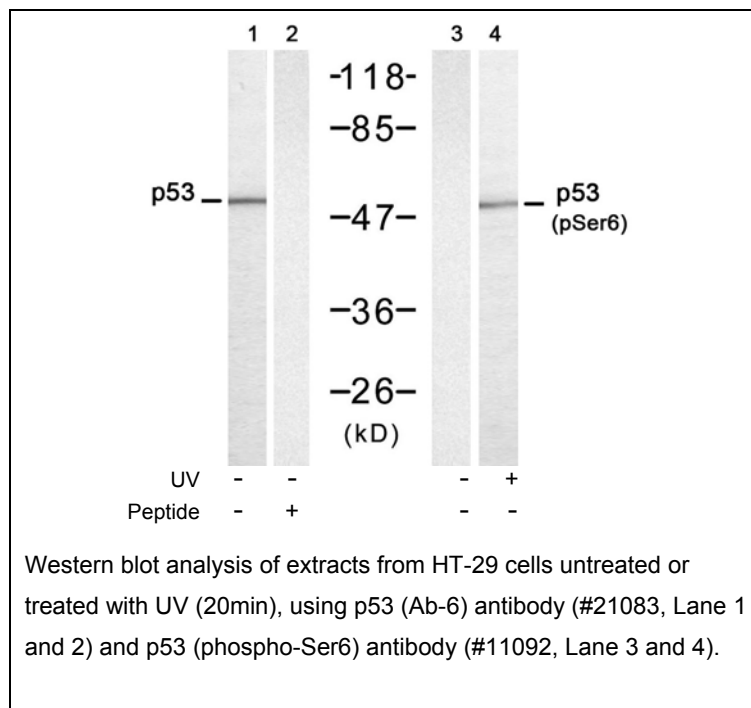 1 2 3 4
–118–
–85–
p53
p53
(pSer6)
–47–
–36–
–26–
(kD)
UV - - - +
Peptide - + - -
Western blot analysis of extracts from HT-29 cells untreated or
treated with UV (20min), using p53 (Ab-6) antibody (#21083, Lane 1
and 2) and p53 (phospho-Ser6) antibody (#11092, Lane 3 and 4).